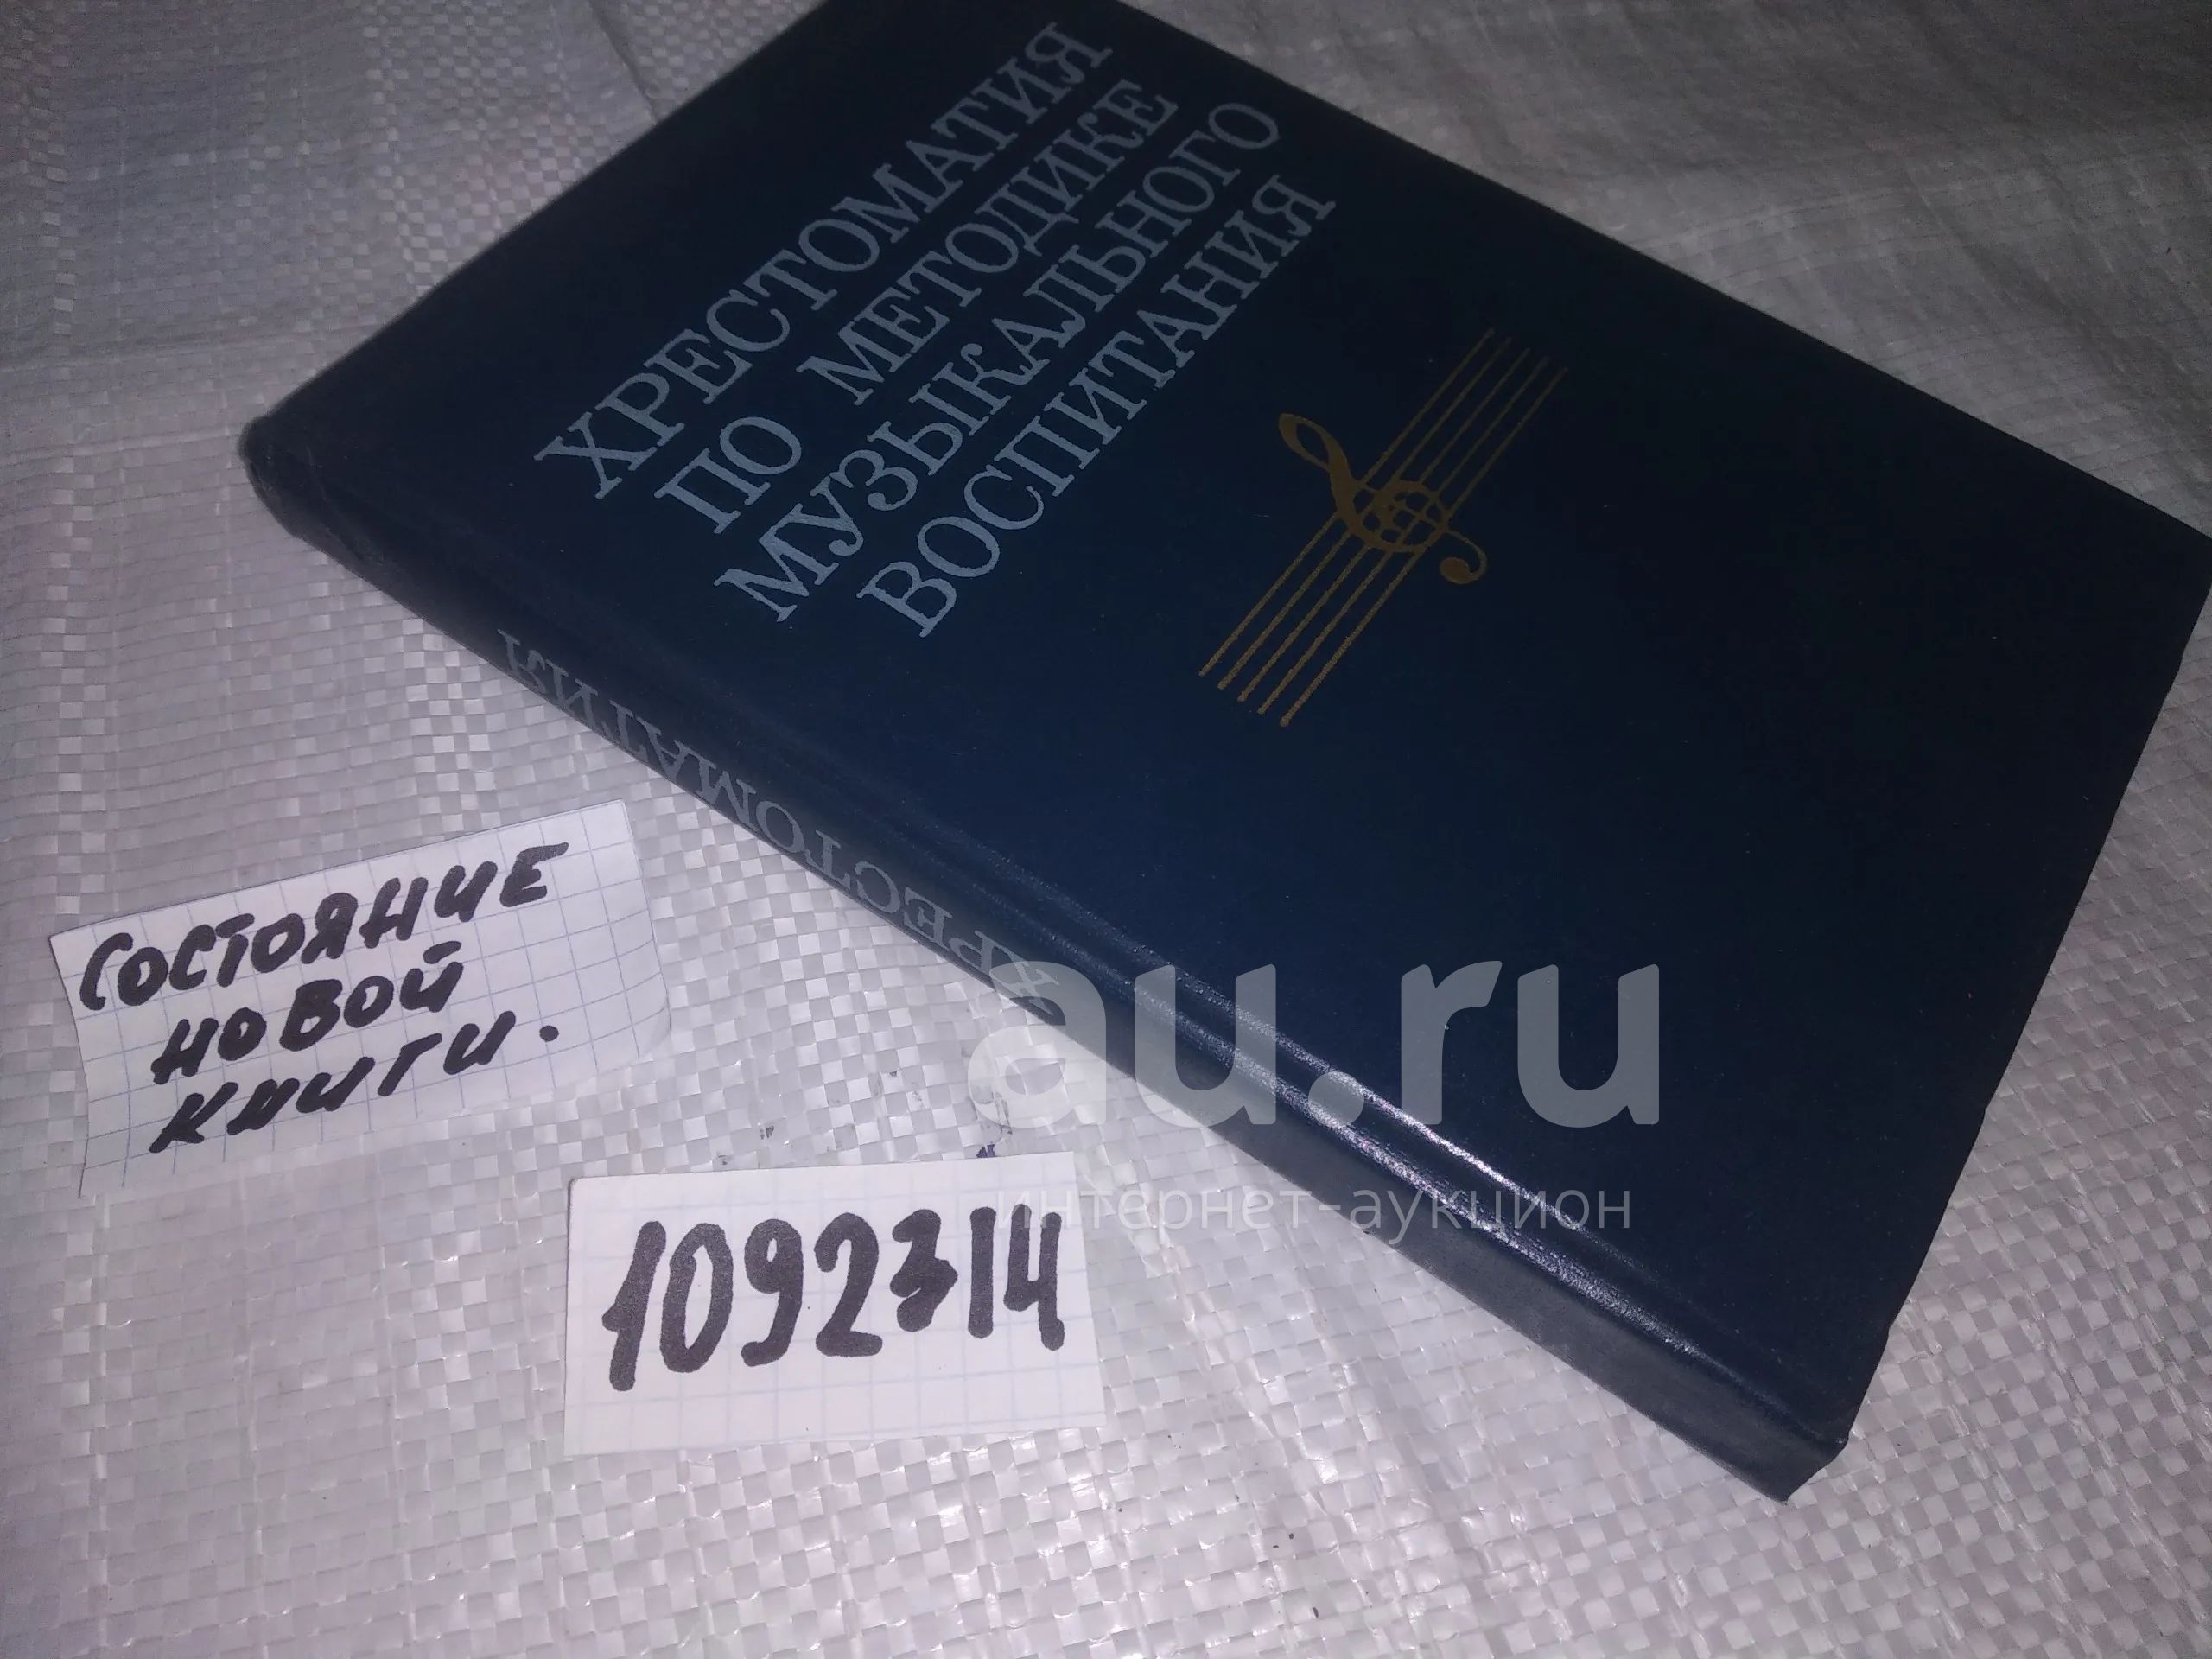 ХРЕСТОМАТИЯ
ПО МЕТОДИКЕ
МУЗЫКАЛЬНОГО
ВОСПИТАНИЯ
ХРЕСТОМАТИЯ
СОСТОЯНИЕ
НОВОЙ
КНИГИ.
1092314
au.ru
интернет-аукцион